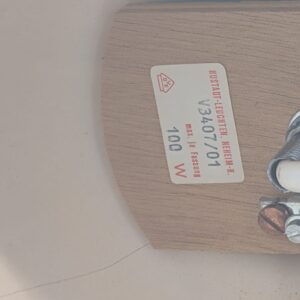 HUSTADT-LEUCHTEN, NEHEIM-H.
V3407/01
max. je Fassung
100 W